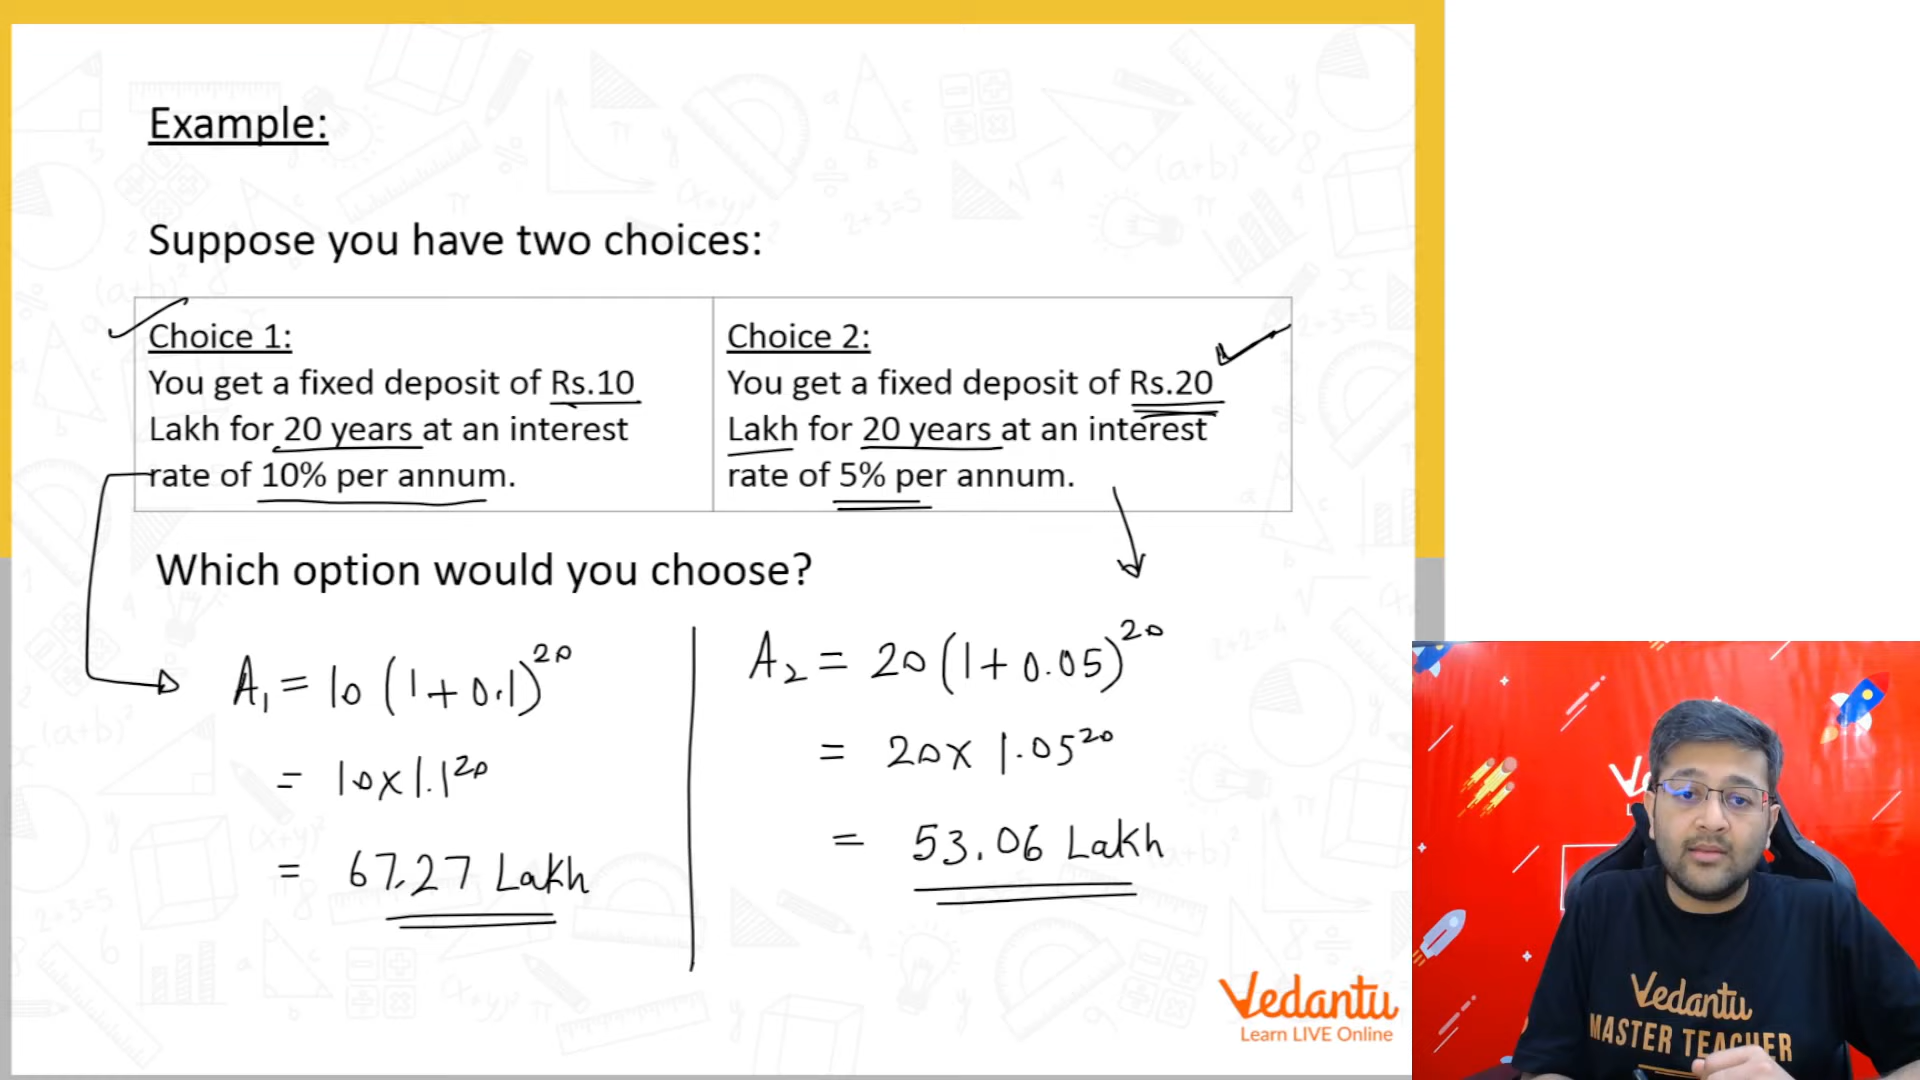 Example:
Suppose you have two choices:
Choice 1:
You get a fixed deposit of Rs.10
Lakh for 20 years at an interest
rate of 10% per annum.
Choice 2:
You get a fixed deposit of Rs.20
Lakh for 20 years at an interest
rate of 5% per annum.
Which option would you choose?
A₁ = 10 (1 + 0.1)²⁰
= 10 x 1.1²⁰
= 67.27 Lakh
A₂ = 20 (1 + 0.05)²⁰
= 20 x 1.05²⁰
= 53.06 Lakh
Vedantu
Learn LIVE Online
Vedantu
MASTER TEACHER